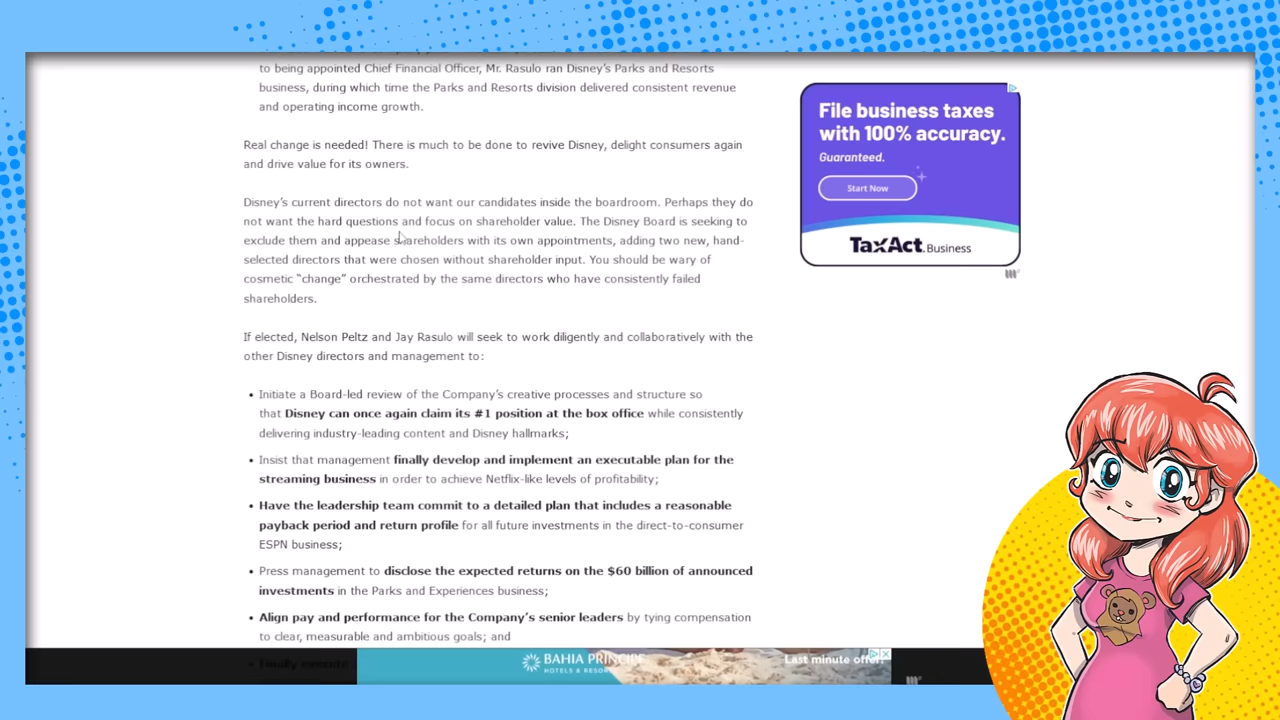 to being appointed Chief Financial Officer, Mr. Rasulo ran Disney's Parks and Resorts
business, during which time the Parks and Resorts division delivered consistent revenue
and operating income growth.
Real change is needed! There is much to be done to revive Disney, delight consumers again
and drive value for its owners.
Disney's current directors do not want our candidates inside the boardroom. Perhaps they do
not want the hard questions and focus on shareholder value. The Disney Board is seeking to
exclude them and appease shareholders with its own appointments, adding two new, hand-
selected directors that were chosen without shareholder input. You should be wary of
cosmetic “change” orchestrated by the same directors who have consistently failed
shareholders.
If elected, Nelson Peltz and Jay Rasulo will seek to work diligently and collaboratively with the
other Disney directors and management to:
• Initiate a Board-led review of the Company's creative processes and structure so
that Disney can once again claim its #1 position at the box office while consistently
delivering industry-leading content and Disney hallmarks;
• Insist that management finally develop and implement an executable plan for the
streaming business in order to achieve Netflix-like levels of profitability;
• Have the leadership team commit to a detailed plan that includes a reasonable
payback period and return profile for all future investments in the direct-to-consumer
ESPN business;
• Press management to disclose the expected returns on the $60 billion of announced
investments in the Parks and Experiences business;
• Align pay and performance for the Company's senior leaders by tying compensation
to clear, measurable and ambitious goals; and
• Finally execute
File business taxes
with 100% accuracy.
Guaranteed.
Start Now
TaxAct. Business
BAHIA PRINCIPE
HOTELS & RESORTS
Last minute offer!